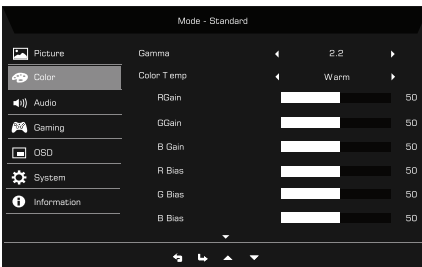 Mode - Standard
Picture
Gamma 2.2
Color
Color Temp Warm
RGain 50
Audio
GGain 50
Gaming
B Gain 50
OSD
R Bias 50
System
G Bias 50
Information
B Bias 50